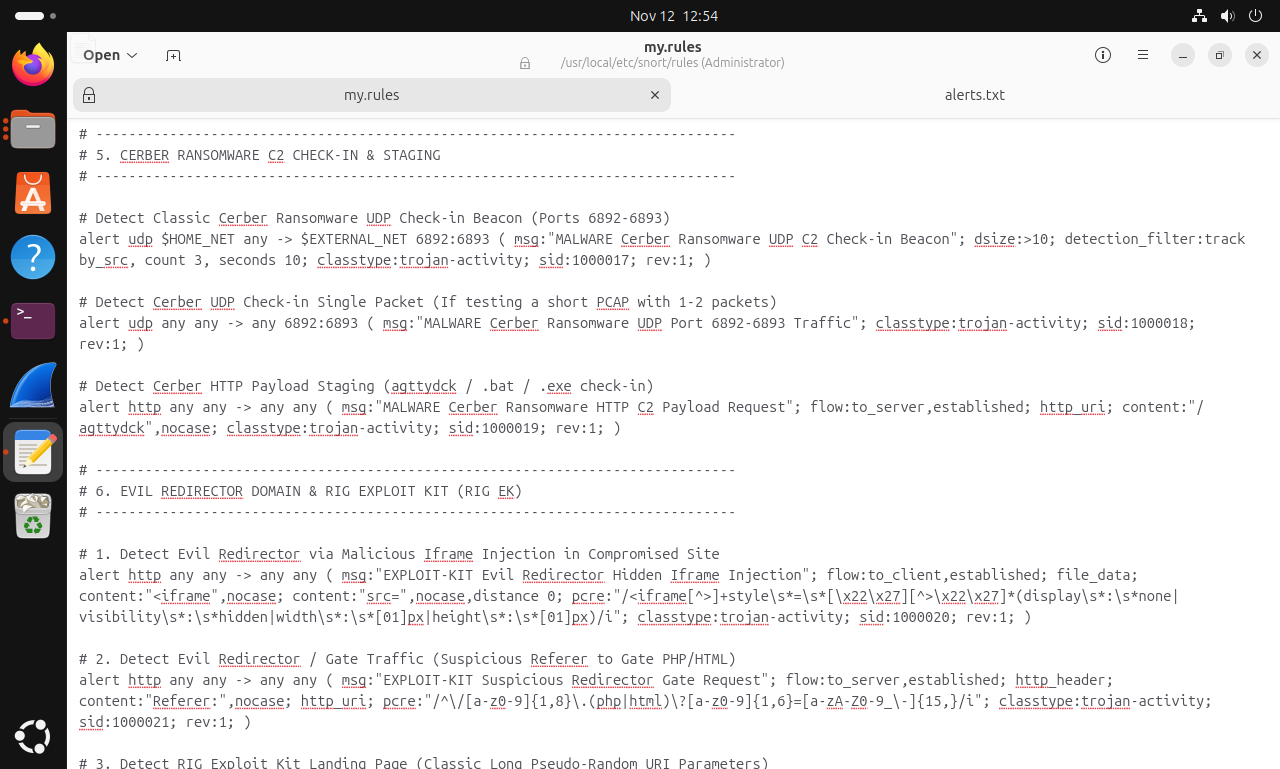 Nov 12 12:54
Open
my.rules
/usr/local/etc/snort/rules (Administrator)
my.rules
alerts.txt
# ------------------------------------------------------------------------------
# 5. CERBER RANSOMWARE C2 CHECK-IN & STAGING
# ------------------------------------------------------------------------------
# Detect Classic Cerber Ransomware UDP Check-in Beacon (Ports 6892-6893)
alert udp $HOME_NET any -> $EXTERNAL_NET 6892:6893 ( msg:"MALWARE Cerber Ransomware UDP C2 Check-in Beacon"; dsize:>10; detection_filter:track
by_src, count 3, seconds 10; classtype:trojan-activity; sid:1000017; rev:1; )
# Detect Cerber UDP Check-in Single Packet (If testing a short PCAP with 1-2 packets)
alert udp any any -> any 6892:6893 ( msg:"MALWARE Cerber Ransomware UDP Port 6892-6893 Traffic"; classtype:trojan-activity; sid:1000018;
rev:1; )
# Detect Cerber HTTP Payload Staging (agttydck / .bat / .exe check-in)
alert http any any -> any any ( msg:"MALWARE Cerber Ransomware HTTP C2 Payload Request"; flow:to_server,established; http_uri; content:"/
agttydck",nocase; classtype:trojan-activity; sid:1000019; rev:1; )
# ------------------------------------------------------------------------------
# 6. EVIL REDIRECTOR DOMAIN & RIG EXPLOIT KIT (RIG EK)
# ------------------------------------------------------------------------------
# 1. Detect Evil Redirector via Malicious Iframe Injection in Compromised Site
alert http any any -> any any ( msg:"EXPLOIT-KIT Evil Redirector Hidden Iframe Injection"; flow:to_client,established; file_data;
content:"<iframe",nocase; content:"src=",nocase,distance 0; pcre:"/<iframe[^>]+style\s*=\s*[\x22\x27][^>\x22\x27]*(display\s*:\s*none|
visibility\s*:\s*hidden|width\s*:\s*[01]px|height\s*:\s*[01]px)/i"; classtype:trojan-activity; sid:1000020; rev:1; )
# 2. Detect Evil Redirector / Gate Traffic (Suspicious Referer to Gate PHP/HTML)
alert http any any -> any any ( msg:"EXPLOIT-KIT Suspicious Redirector Gate Request"; flow:to_server,established; http_header;
content:"Referer:",nocase; http_uri; pcre:"/^\/[a-z0-9]{1,8}\.(php|html)\?[a-z0-9]{1,6}=[a-zA-Z0-9_\-]{15,}/i"; classtype:trojan-activity;
sid:1000021; rev:1; )
# 3. Detect RIG Exploit Kit Landing Page (Classic Long Pseudo-Random URI Parameters)